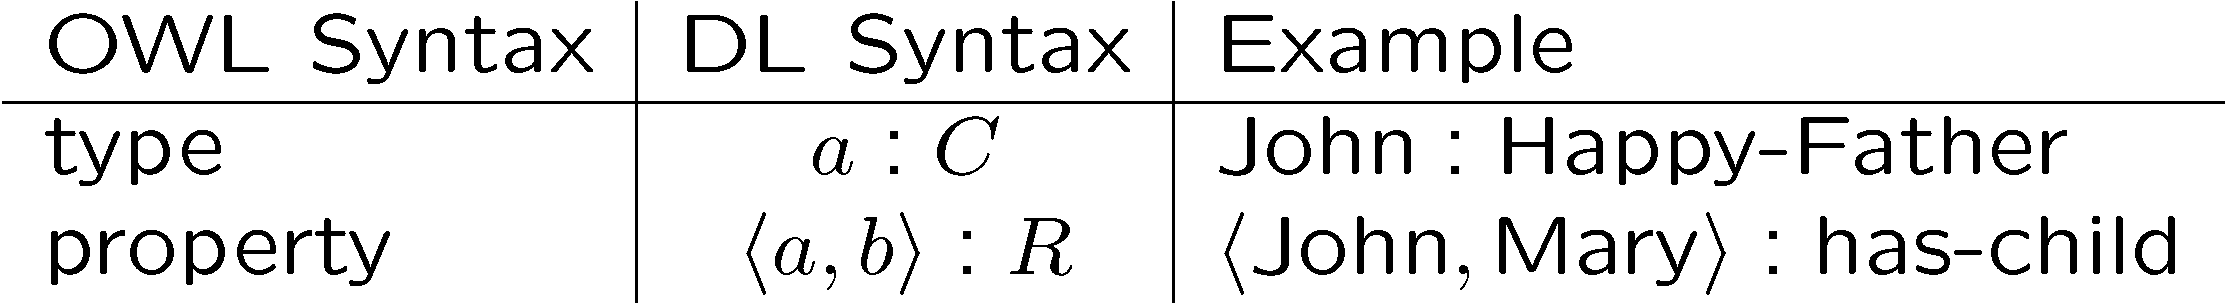 OWL Syntax DL Syntax Example
type a : C John : Happy-Father
property ⟨a, b⟩ : R ⟨John, Mary⟩ : has-child